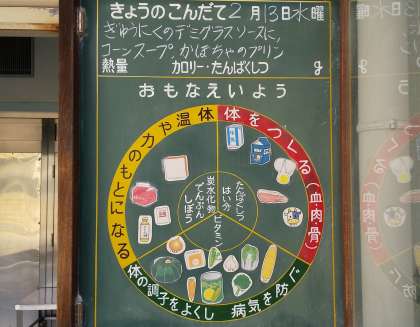 きょうのこんだて2月13日水曜
ぎゅうにくのデミグラスソースに,
コーンスープ かぼちゃのプリン
熱量 カロリー・たんぱくしつ g g
おもなえいよう
力や温体のもとになる
体をつくる(血・肉・骨)
体の調子をよくし 病気を防ぐ
たんぱくしつ
はい分
炭水化物
でんぷん
しぼう
ビタミン